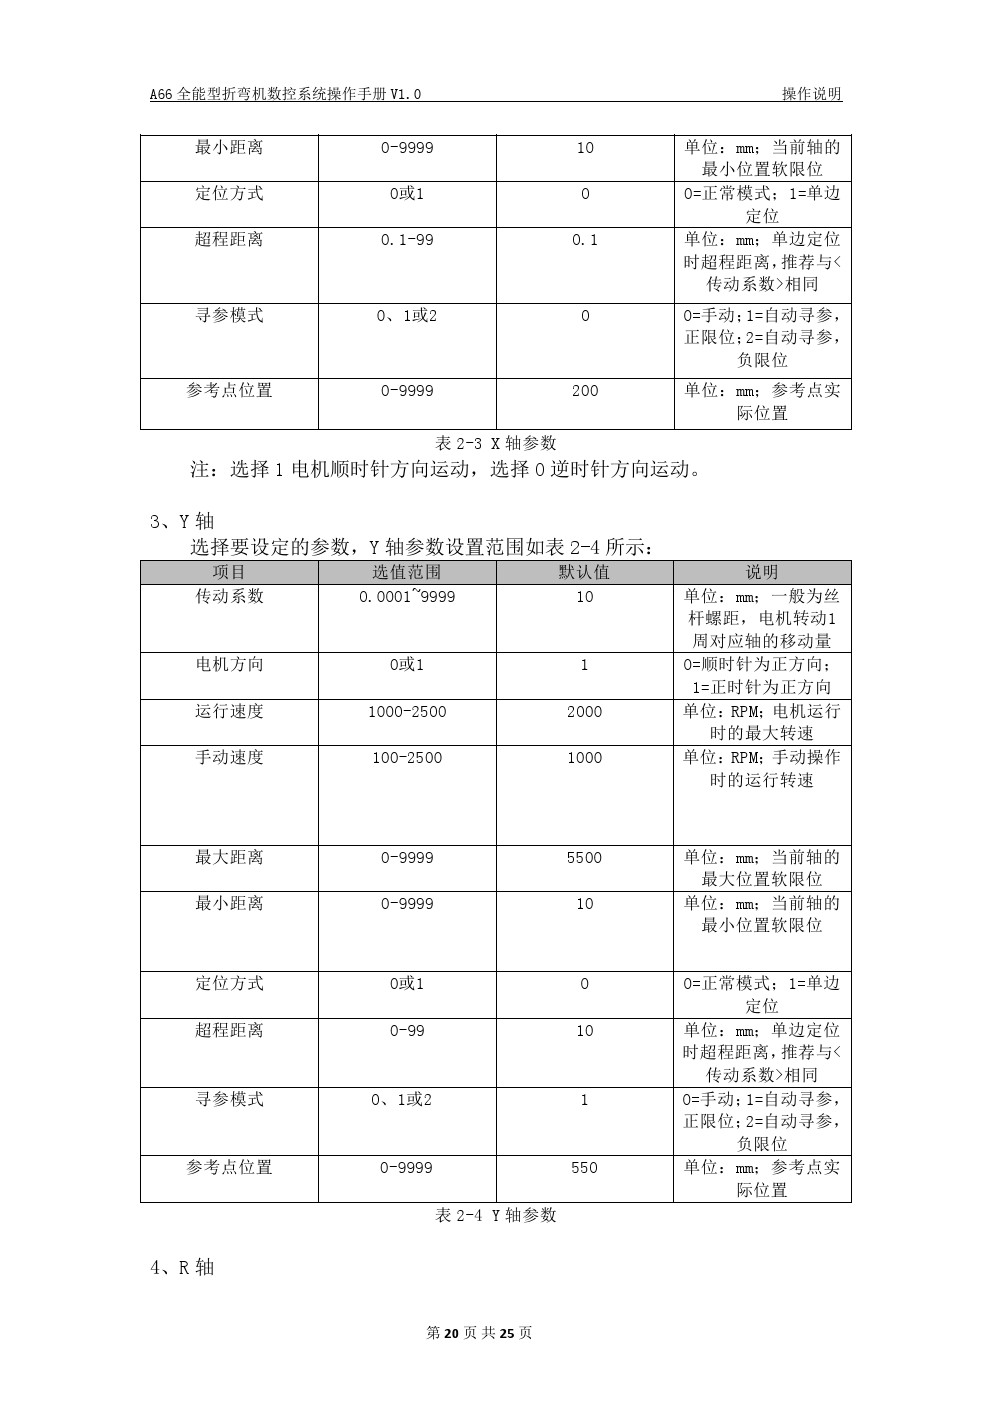 A66 全能型折弯机数控系统操作手册 V1.0 操作说明
最小距离 0-9999 10 单位：mm；当前轴的
最小位置软限位
定位方式 0或1 0 0=正常模式；1=单边
定位
超程距离 0.1-99 0.1 单位：mm；单边定位
时超程距离,推荐与<
传动系数>相同
寻参模式 0、1或2 0 0=手动;1=自动寻参,
正限位;2=自动寻参,
负限位
参考点位置 0-9999 200 单位：mm；参考点实
际位置
表 2-3 X 轴参数
注：选择 1 电机顺时针方向运动，选择 0 逆时针方向运动。
3、Y 轴
选择要设定的参数，Y 轴参数设置范围如表 2-4 所示：
项目 选值范围 默认值 说明
传动系数 0.0001~9999 10 单位：mm；一般为丝
杆螺距，电机转动1
周对应轴的移动量
电机方向 0或1 1 0=顺时针为正方向；
1=正时针为正方向
运行速度 1000-2500 2000 单位：RPM；电机运行
时的最大转速
手动速度 100-2500 1000 单位：RPM；手动操作
时的运行转速
最大距离 0-9999 5500 单位：mm；当前轴的
最大位置软限位
最小距离 0-9999 10 单位：mm；当前轴的
最小位置软限位
定位方式 0或1 0 0=正常模式；1=单边
定位
超程距离 0-99 10 单位：mm；单边定位
时超程距离,推荐与<
传动系数>相同
寻参模式 0、1或2 1 0=手动;1=自动寻参,
正限位;2=自动寻参,
负限位
参考点位置 0-9999 550 单位：mm；参考点实
际位置
表 2-4 Y 轴参数
4、R 轴
第 20 页 共 25 页